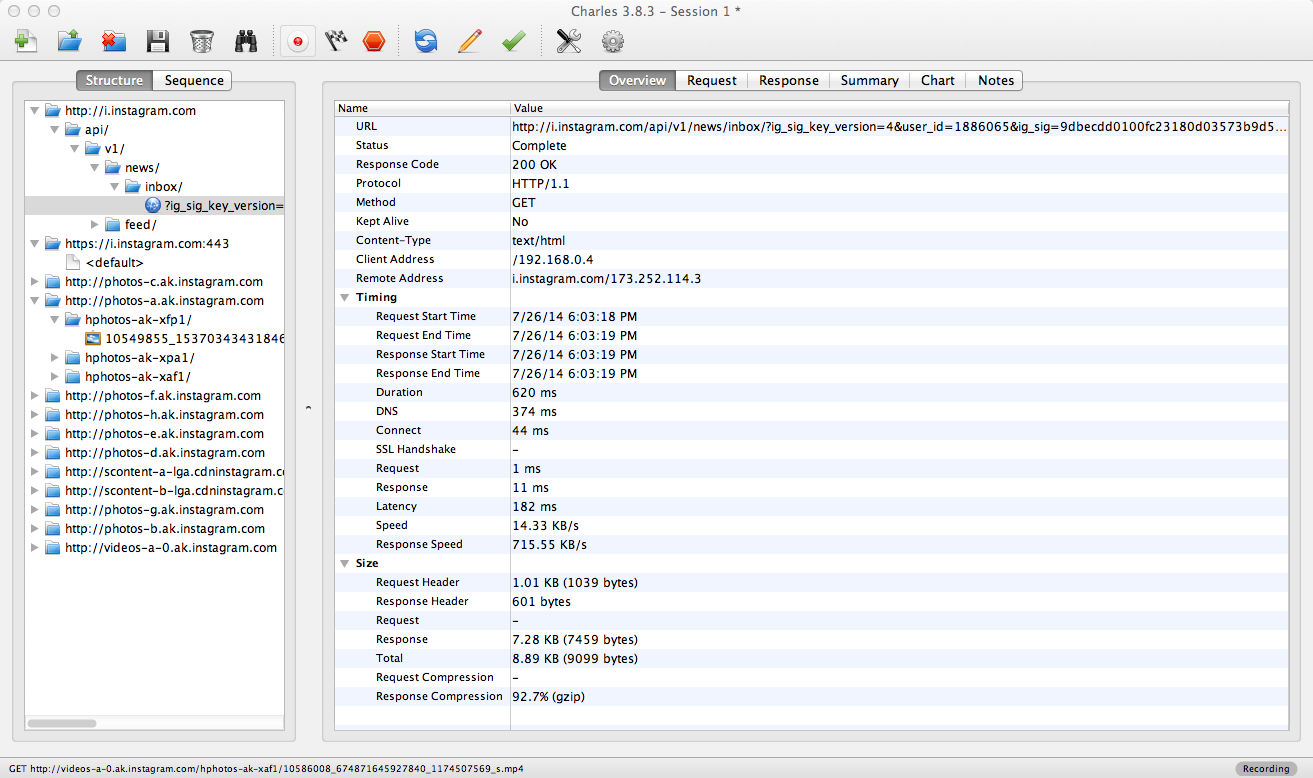 Charles 3.8.3 – Session 1 *
Structure
Sequence
http://i.instagram.com
api/
v1/
news/
inbox/
?ig_sig_key_version=
feed/
https://i.instagram.com:443
<default>
http://photos-c.ak.instagram.com
http://photos-a.ak.instagram.com
hphotos-ak-xfp1/
10549855_15370343431846
hphotos-ak-xpa1/
hphotos-ak-xaf1/
http://photos-f.ak.instagram.com
http://photos-h.ak.instagram.com
http://photos-e.ak.instagram.com
http://photos-d.ak.instagram.com
http://scontent-a-lga.cdninstagram.c
http://scontent-b-lga.cdninstagram.c
http://photos-g.ak.instagram.com
http://photos-b.ak.instagram.com
http://videos-a-0.ak.instagram.com
Overview Request Response Summary Chart Notes
Name Value
URL http://i.instagram.com/api/v1/news/inbox/?ig_sig_key_version=4&user_id=1886065&ig_sig=9dbecdd0100fc23180d03573b9d5...
Status Complete
Response Code 200 OK
Protocol HTTP/1.1
Method GET
Kept Alive No
Content-Type text/html
Client Address /192.168.0.4
Remote Address i.instagram.com/173.252.114.3
Timing
Request Start Time 7/26/14 6:03:18 PM
Request End Time 7/26/14 6:03:19 PM
Response Start Time 7/26/14 6:03:19 PM
Response End Time 7/26/14 6:03:19 PM
Duration 620 ms
DNS 374 ms
Connect 44 ms
SSL Handshake –
Request 1 ms
Response 11 ms
Latency 182 ms
Speed 14.33 KB/s
Response Speed 715.55 KB/s
Size
Request Header 1.01 KB (1039 bytes)
Response Header 601 bytes
Request –
Response 7.28 KB (7459 bytes)
Total 8.89 KB (9099 bytes)
Request Compression –
Response Compression 92.7% (gzip)
GET http://videos-a-0.ak.instagram.com/hphotos-ak-xaf1/10586008_674871645927840_1174507569_s.mp4
Recording